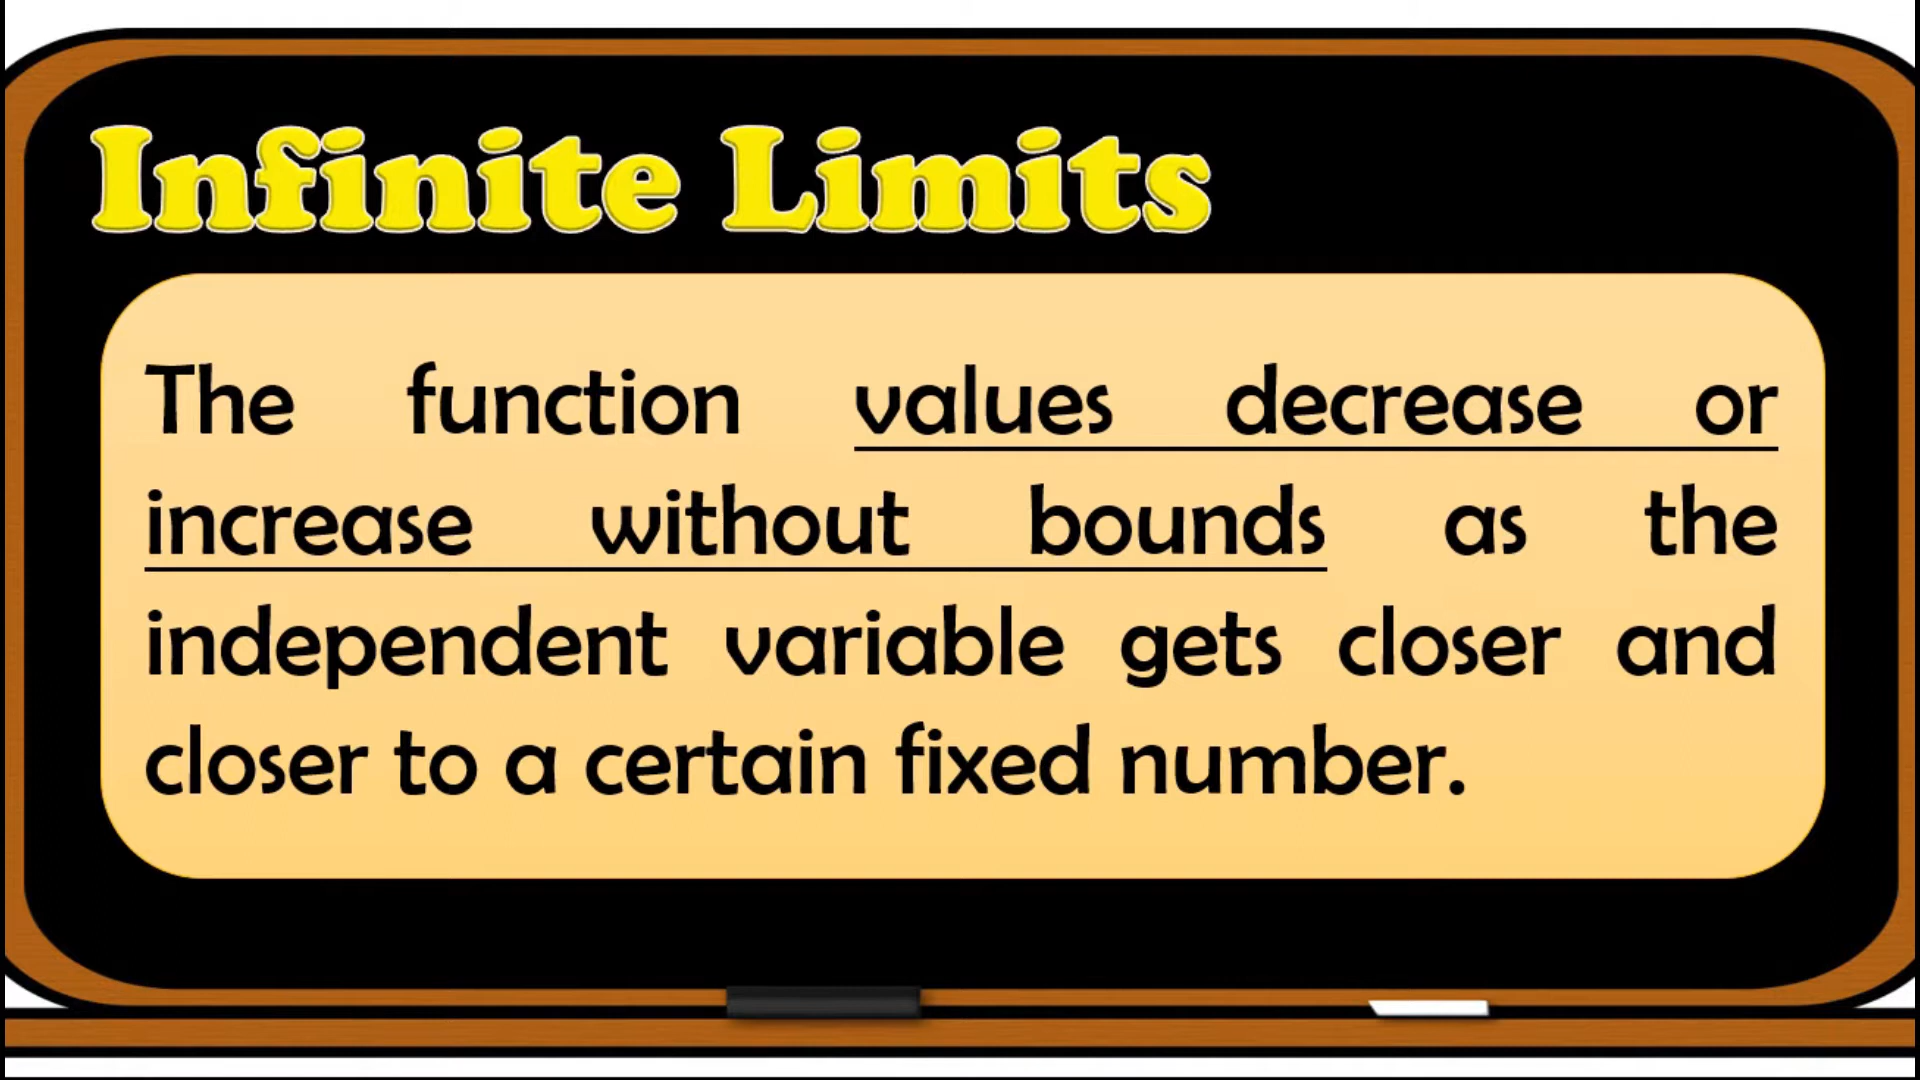 Infinite Limits
The function values decrease or
increase without bounds as the
independent variable gets closer and
closer to a certain fixed number.